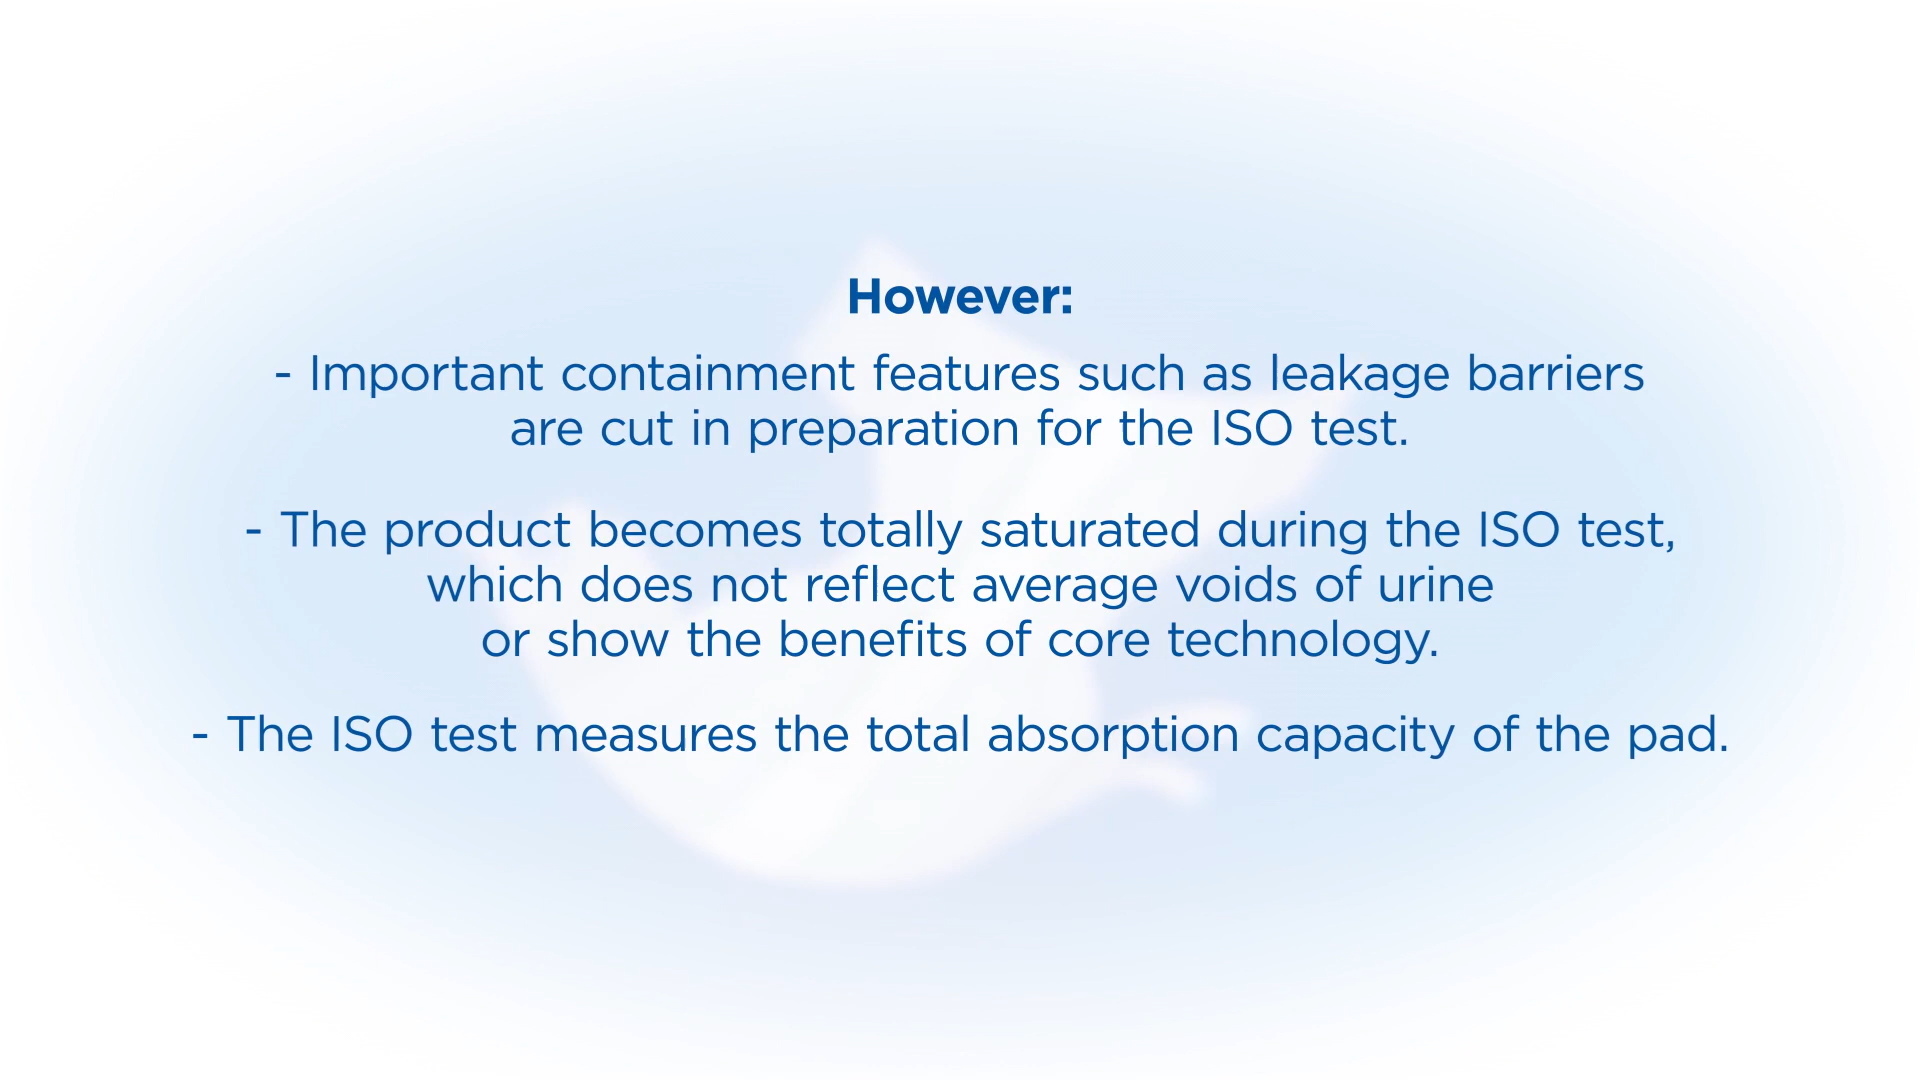 However:
- Important containment features such as leakage barriers
are cut in preparation for the ISO test.
- The product becomes totally saturated during the ISO test,
which does not reflect average voids of urine
or show the benefits of core technology.
- The ISO test measures the total absorption capacity of the pad.